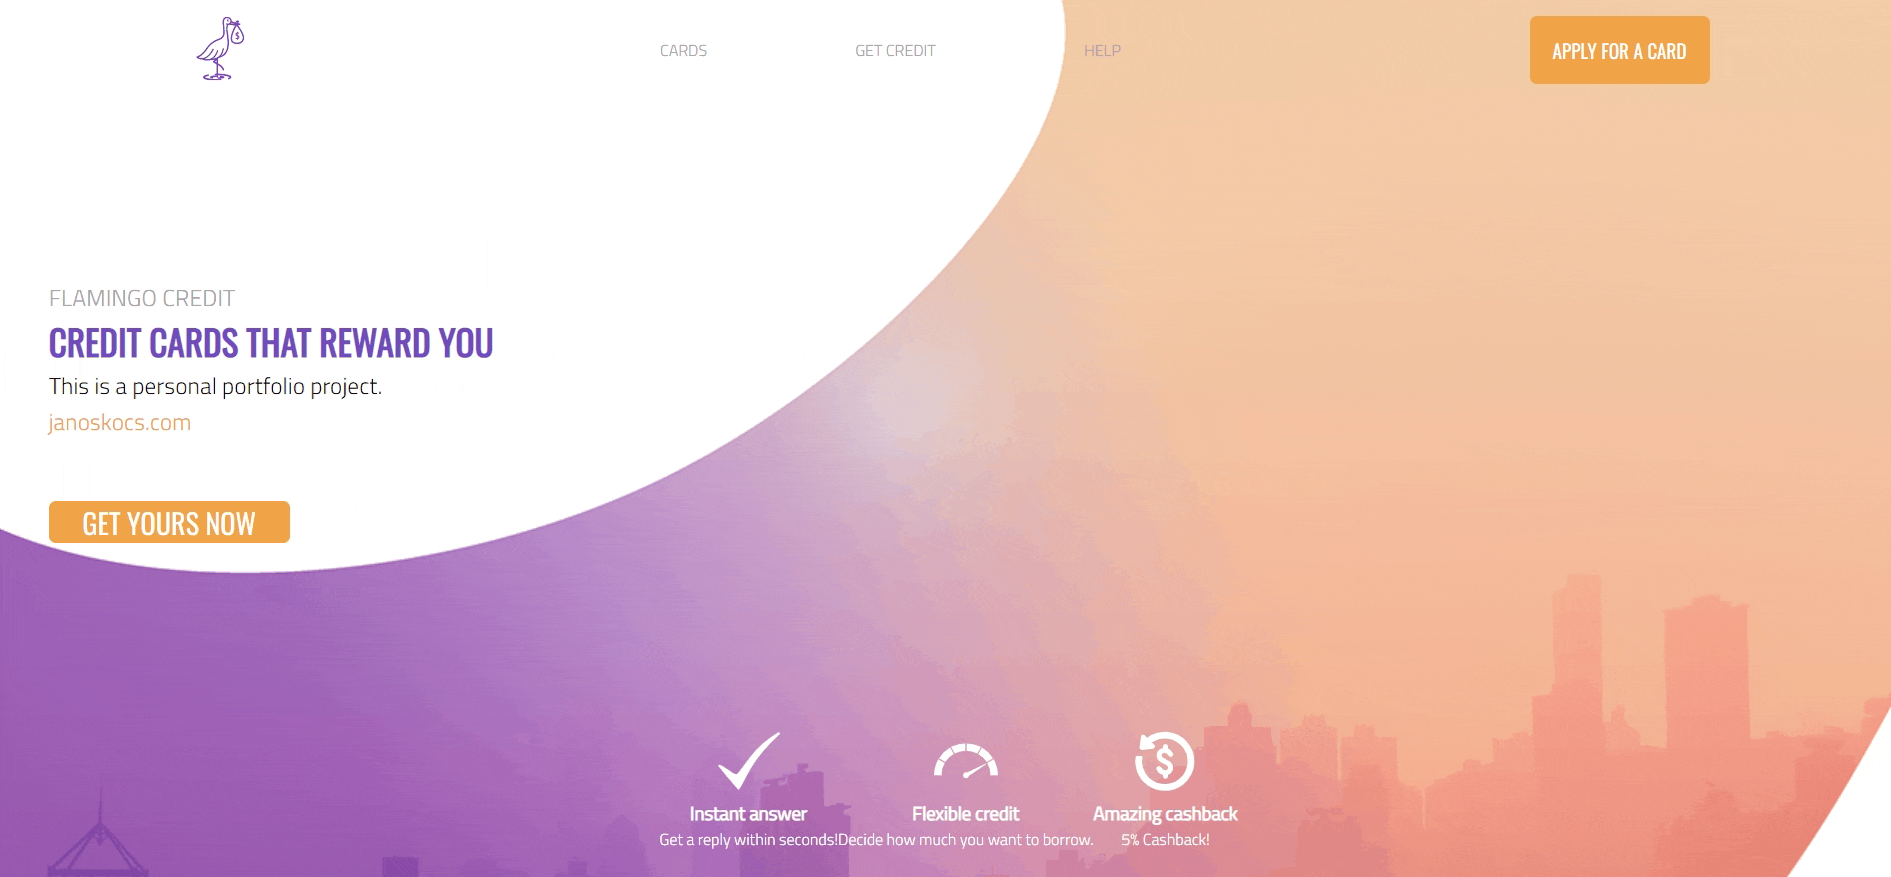 CARDS
GET CREDIT
HELP
APPLY FOR A CARD
FLAMINGO CREDIT
CREDIT CARDS THAT REWARD YOU
This is a personal portfolio project.
janoskocs.com
GET YOURS NOW
$
Instant answer
Get a reply within seconds!
Flexible credit
Decide how much you want to borrow.
$
Amazing cashback
5% Cashback!